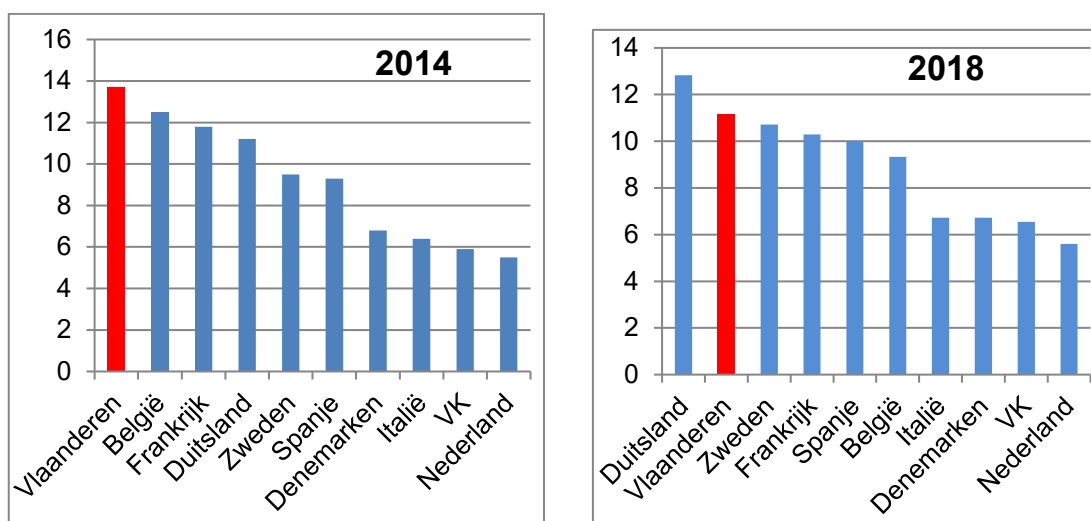 2014
16
14
12
10
8
6
4
2
0
Vlaanderen
België
Frankrijk
Duitsland
Zweden
Spanje
Denemarken
Italië
VK
Nederland
2018
14
12
10
8
6
4
2
0
Duitsland
Vlaanderen
Zweden
Frankrijk
Spanje
België
Italië
Denemarken
VK
Nederland